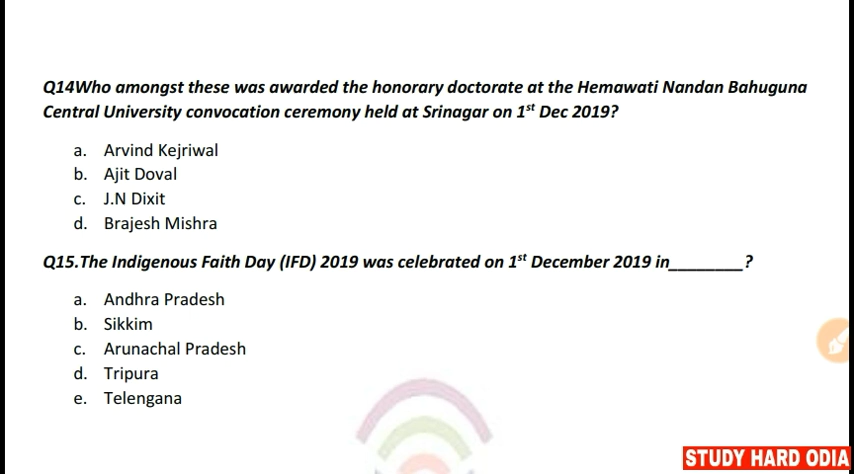 Q14Who amongst these was awarded the honorary doctorate at the Hemawati Nandan Bahuguna
Central University convocation ceremony held at Srinagar on 1st Dec 2019?
a. Arvind Kejriwal
b. Ajit Doval
c. J.N Dixit
d. Brajesh Mishra
Q15.The Indigenous Faith Day (IFD) 2019 was celebrated on 1st December 2019 in________?
a. Andhra Pradesh
b. Sikkim
c. Arunachal Pradesh
d. Tripura
e. Telengana
STUDY HARD ODIA